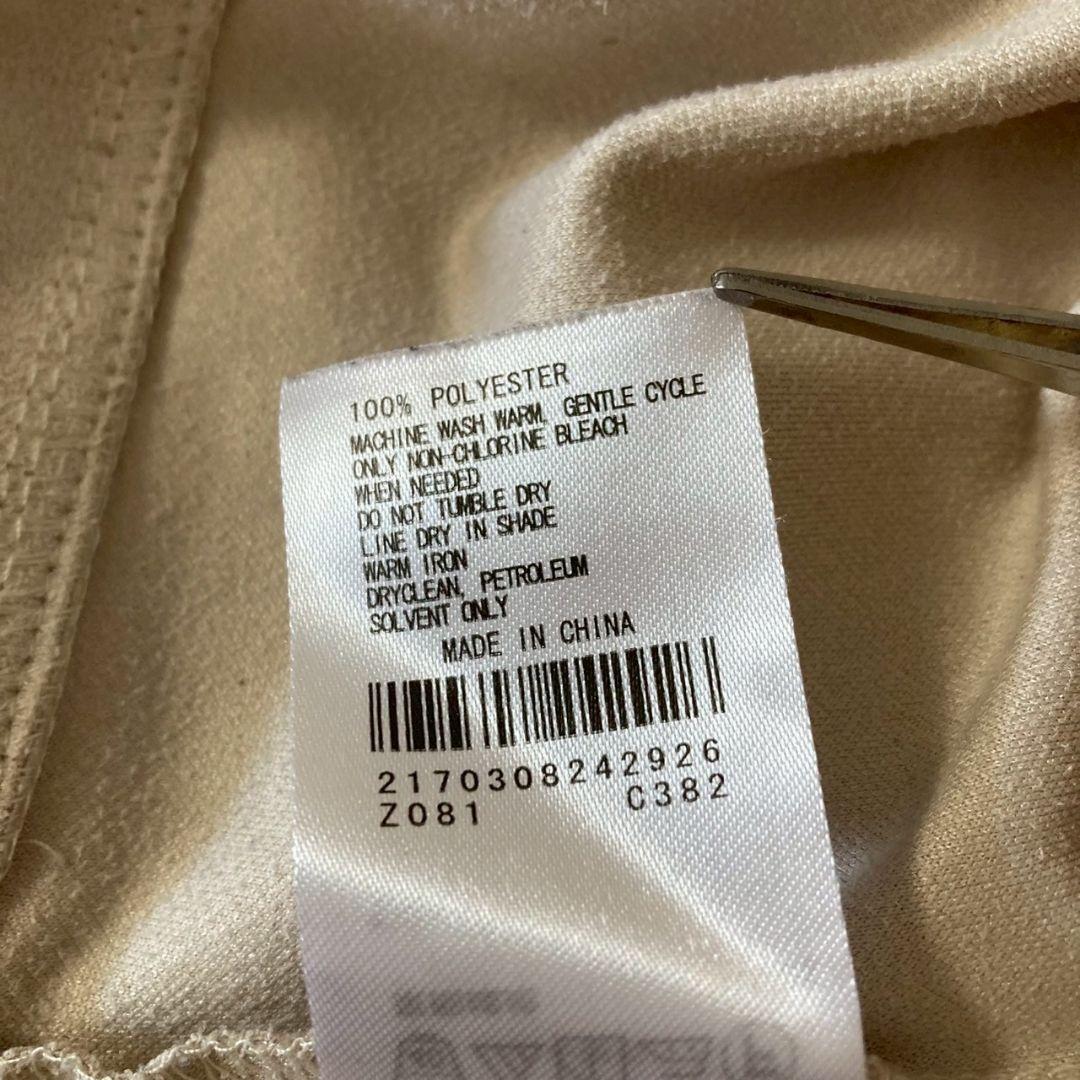 100% POLYESTER
MACHINE WASH WARM, GENTLE CYCLE
ONLY NON-CHLORINE BLEACH
WHEN NEEDED
DO NOT TUMBLE DRY
LINE DRY IN SHADE
WARM IRON
DRYCLEAN, PETROLEUM
SOLVENT ONLY
MADE IN CHINA
2170308242926
Z081 C382